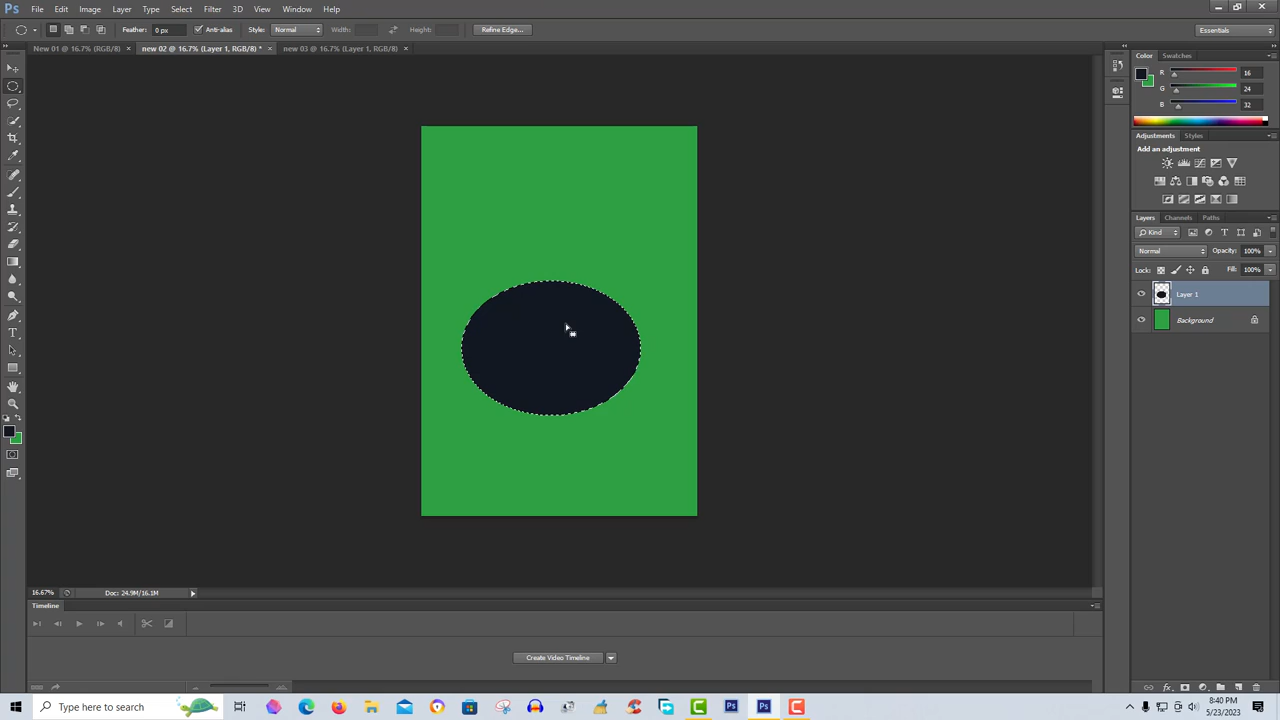 Ps File Edit Image Layer Type Select Filter 3D View Window Help
Feather: 0 px Anti-alias Style: Normal Width: Height: Refine Edge... Essentials
New 01 @ 16.7% (RGB/8) × new 02 @ 16.7% (Layer 1, RGB/8) * × new 03 @ 16.7% (Layer 1, RGB/8) ×
Color Swatches
R 16
G 24
B 32
Adjustments Styles
Add an adjustment
Layers Channels Paths
Kind
Normal Opacity: 100%
Lock: Fill: 100%
Layer 1
Background
16.67% Doc: 24.9M/16.1M
Timeline
Create Video Timeline
Type here to search
8:40 PM
5/23/2023